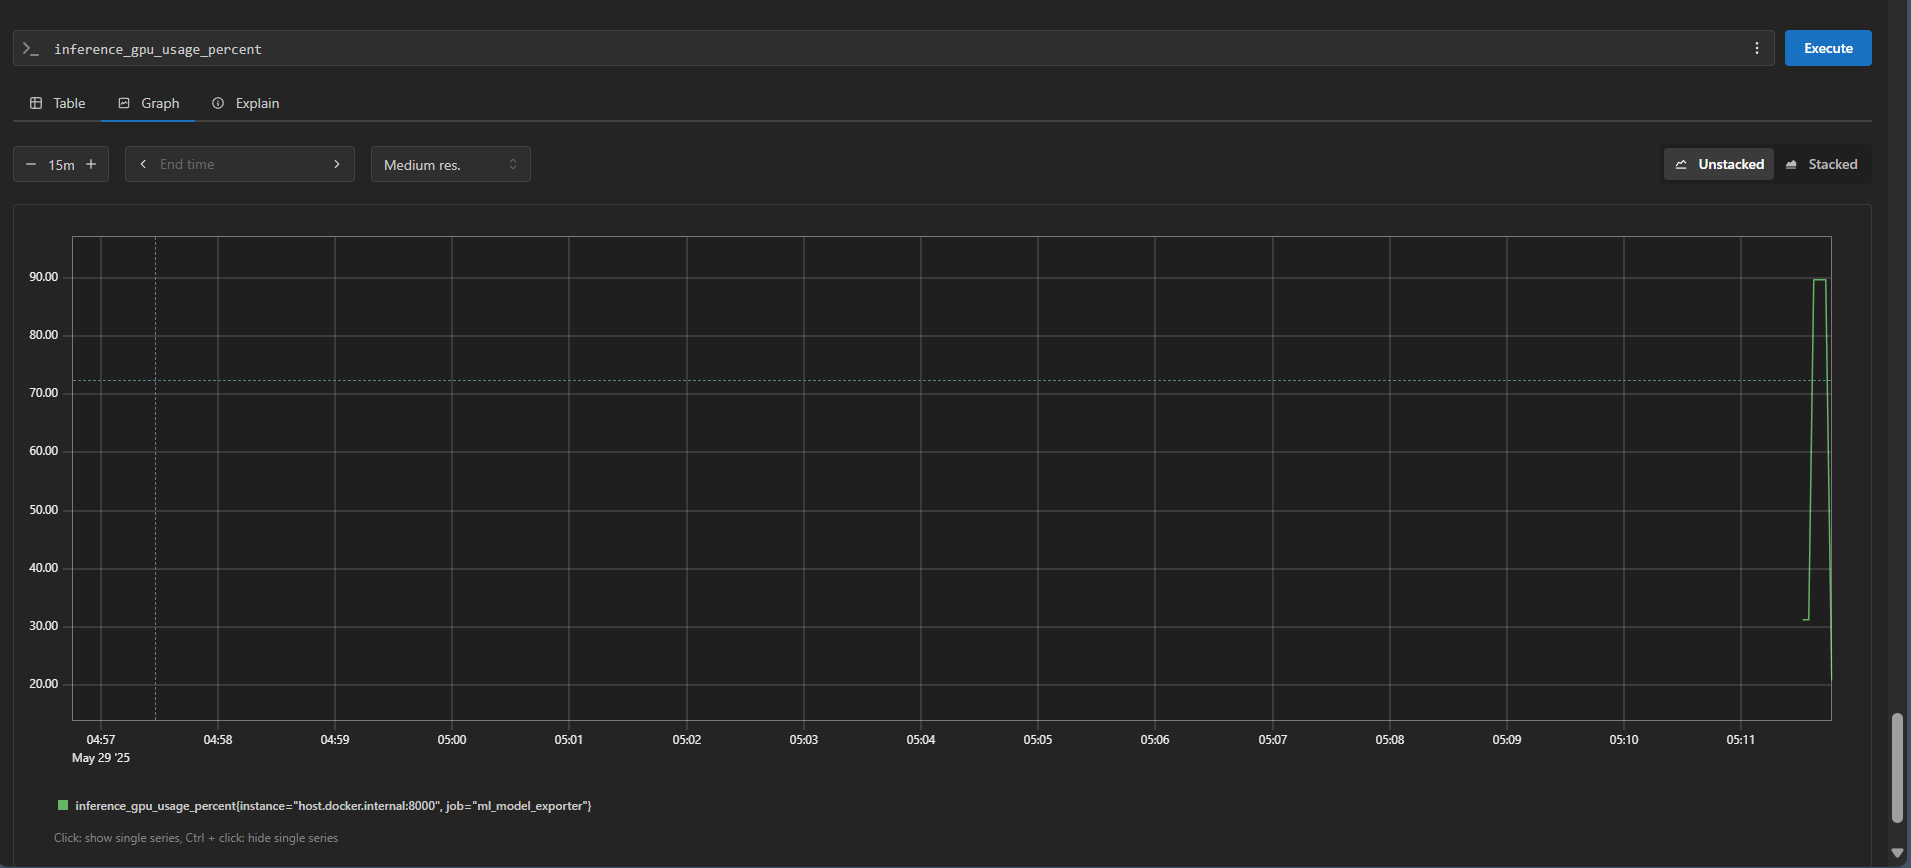 inference_gpu_usage_percent
Execute
Table Graph Explain
15m End time Medium res. Unstacked Stacked
90.00
80.00
70.00
60.00
50.00
40.00
30.00
20.00
04:57 04:58 04:59 05:00 05:01 05:02 05:03 05:04 05:05 05:06 05:07 05:08 05:09 05:10 05:11
May 29 '25
inference_gpu_usage_percent{instance="host.docker.internal:8000", job="ml_model_exporter"}
Click: show single series, Ctrl + click: hide single series